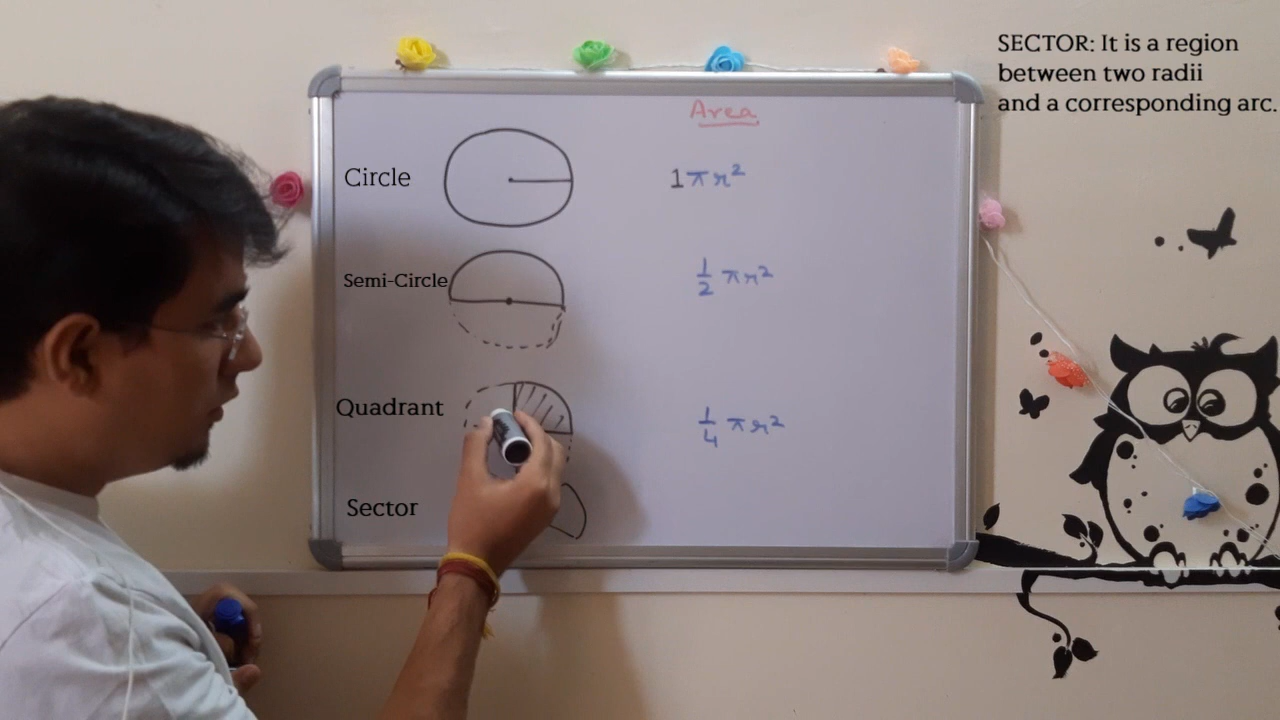 SECTOR: It is a region
between two radii
and a corresponding arc.
Area
Circle 1πr²
Semi-Circle 1/2 πr²
Quadrant 1/4 πr²
Sector